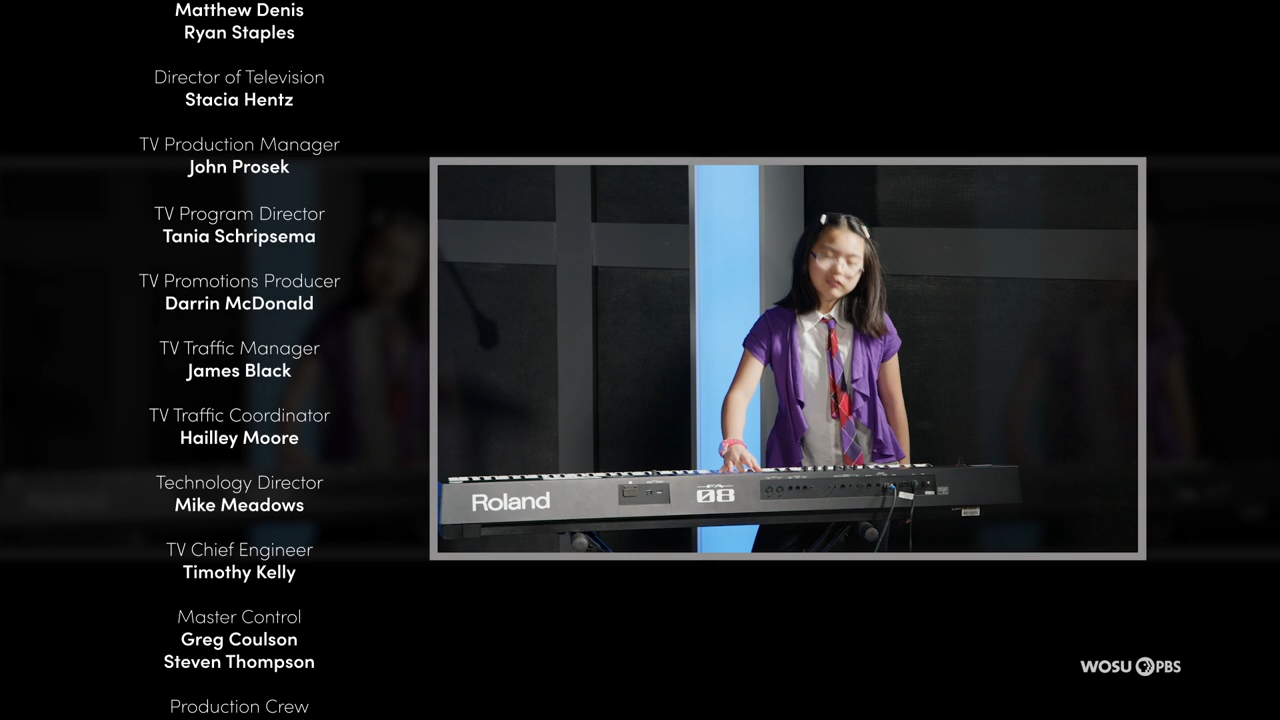 Matthew Denis
Ryan Staples
Director of Television
Stacia Hentz
TV Production Manager
John Prosek
TV Program Director
Tania Schripsema
TV Promotions Producer
Darrin McDonald
TV Traffic Manager
James Black
TV Traffic Coordinator
Hailley Moore
Technology Director
Mike Meadows
TV Chief Engineer
Timothy Kelly
Master Control
Greg Coulson
Steven Thompson
Production Crew
Roland
FA
08
WOSU PBS